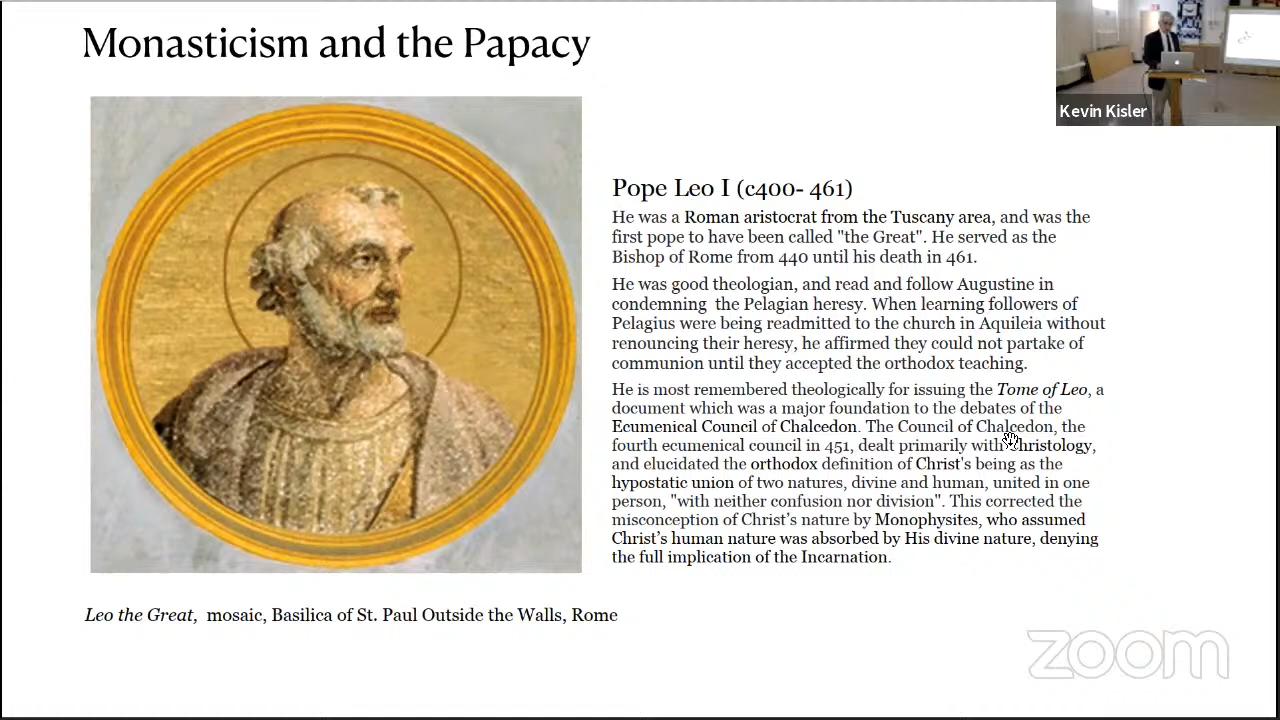 Monasticism and the Papacy
Kevin Kisler
Pope Leo I (c400- 461)
He was a Roman aristocrat from the Tuscany area, and was the
first pope to have been called "the Great". He served as the
Bishop of Rome from 440 until his death in 461.
He was good theologian, and read and follow Augustine in
condemning the Pelagian heresy. When learning followers of
Pelagius were being readmitted to the church in Aquileia without
renouncing their heresy, he affirmed they could not partake of
communion until they accepted the orthodox teaching.
He is most remembered theologically for issuing the Tome of Leo, a
document which was a major foundation to the debates of the
Ecumenical Council of Chalcedon. The Council of Chalcedon, the
fourth ecumenical council in 451, dealt primarily with Christology,
and elucidated the orthodox definition of Christ's being as the
hypostatic union of two natures, divine and human, united in one
person, "with neither confusion nor division". This corrected the
misconception of Christ's nature by Monophysites, who assumed
Christ's human nature was absorbed by His divine nature, denying
the full implication of the Incarnation.
Leo the Great, mosaic, Basilica of St. Paul Outside the Walls, Rome
zoom